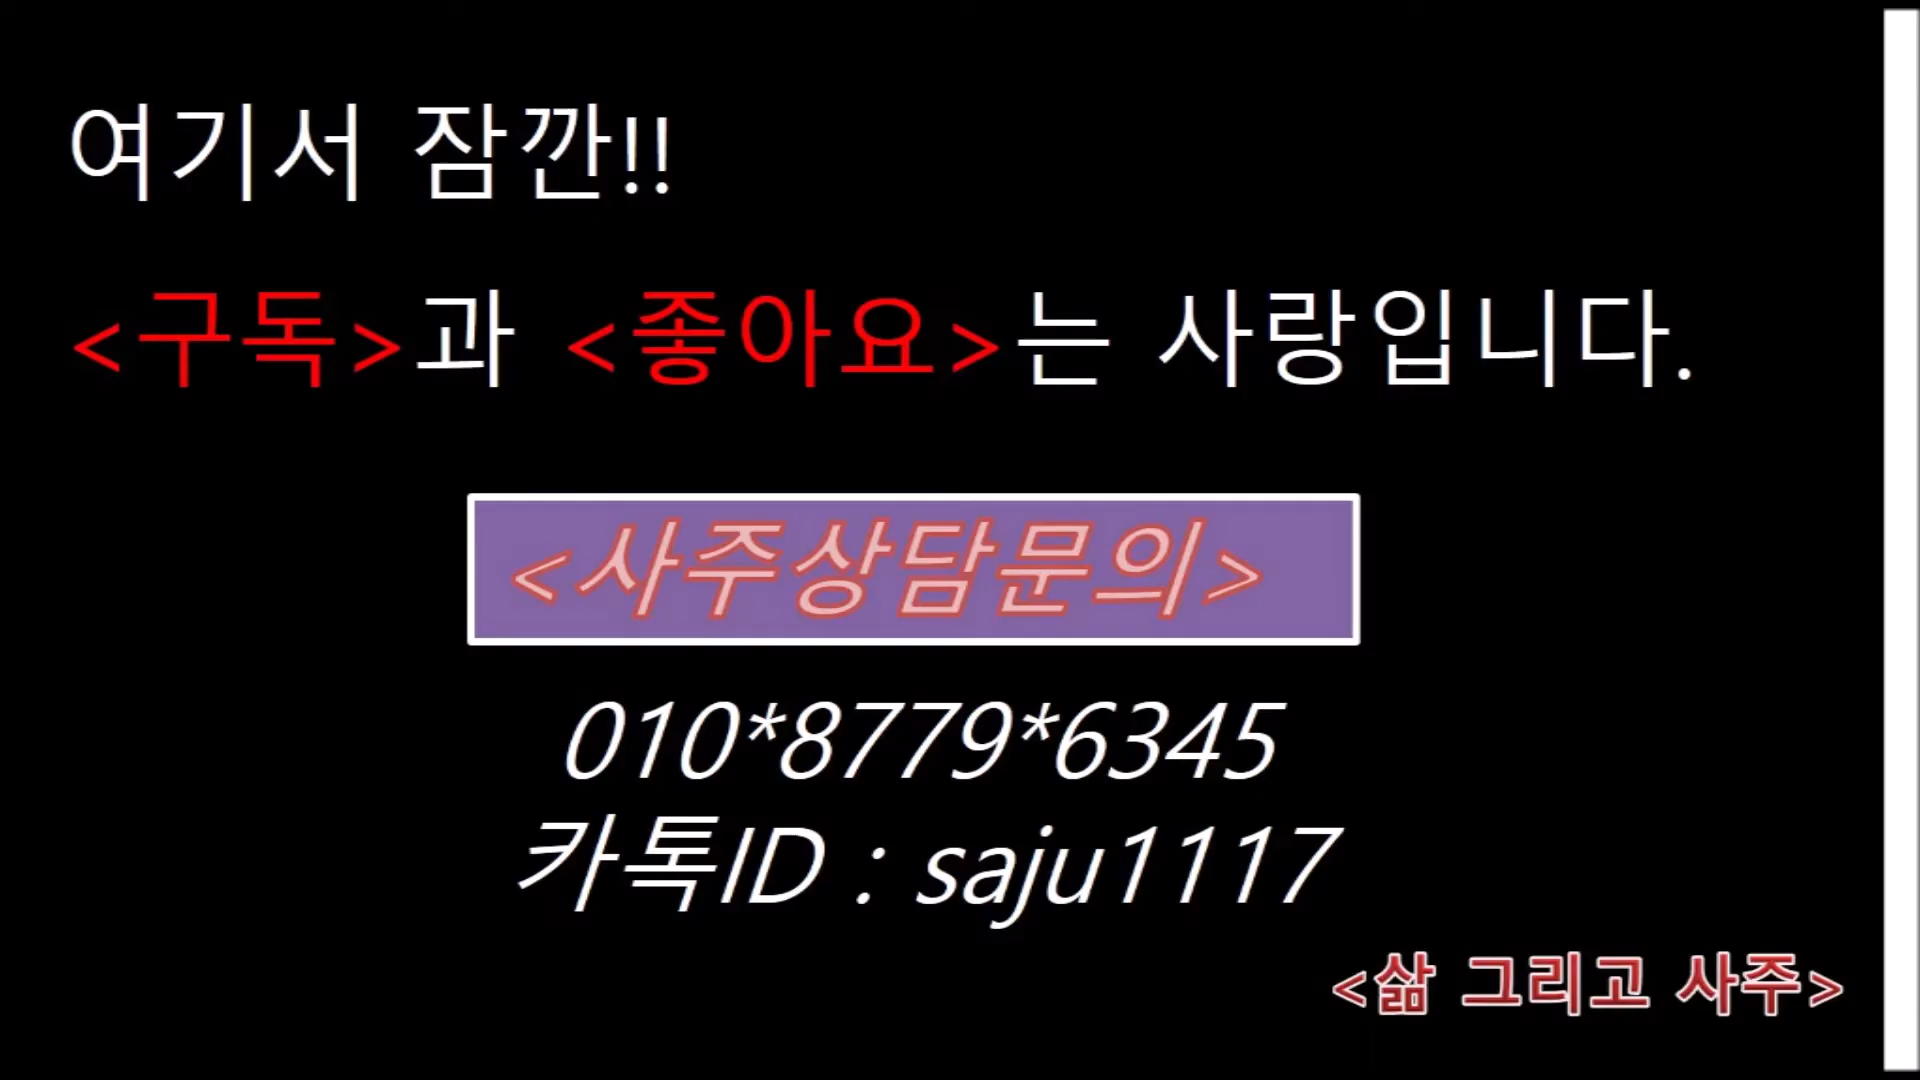 여기서 잠깐!!
<구독>과 <좋아요>는 사랑입니다.
<사주상담문의>
010*8779*6345
카톡ID : saju1117
<삶 그리고 사주>